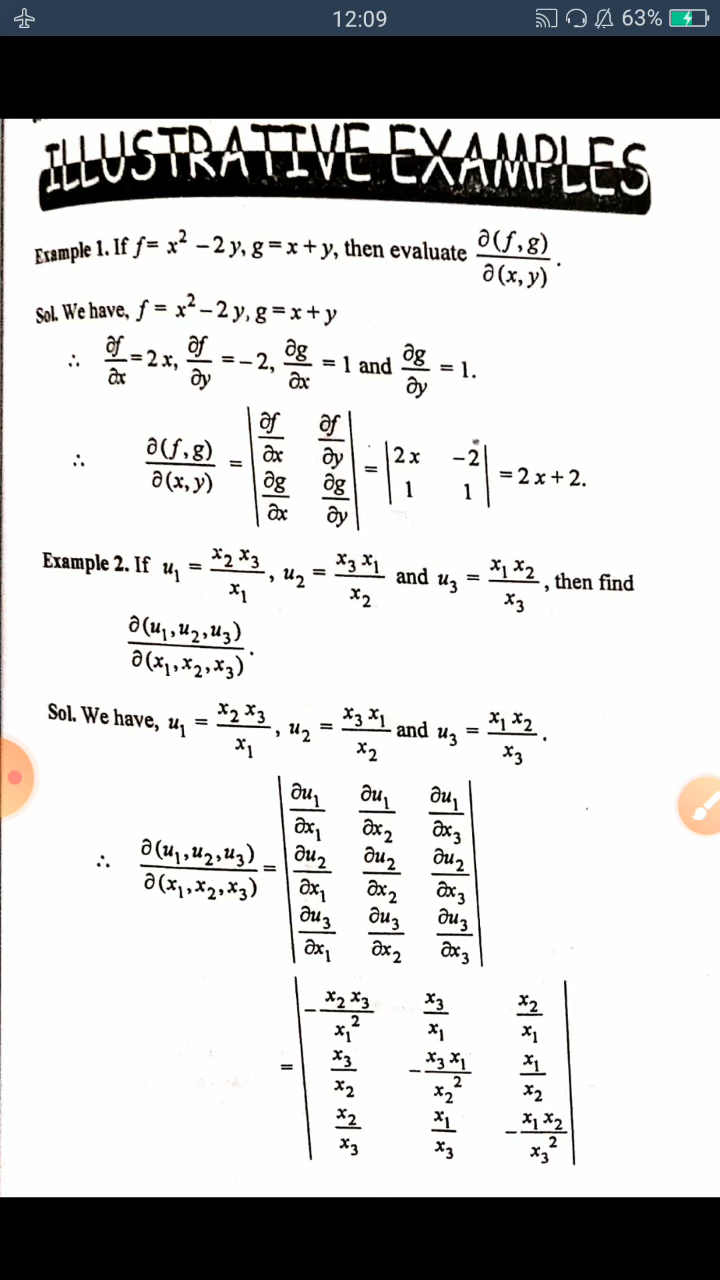 12:09
63%
ILLUSTRATIVE EXAMPLES
Example 1. If f = x² − 2y, g = x + y, then evaluate ∂(f,g)/∂(x,y).
Sol. We have, f = x² − 2y, g = x + y
∴ ∂f/∂x = 2x, ∂f/∂y = −2, ∂g/∂x = 1 and ∂g/∂y = 1.
∴ ∂(f,g)/∂(x,y) = | ∂f/∂x ∂f/∂y ; ∂g/∂x ∂g/∂y | = | 2x −2 ; 1 1 | = 2x + 2.
Example 2. If u₁ = x₂x₃/x₁, u₂ = x₃x₁/x₂ and u₃ = x₁x₂/x₃, then find
∂(u₁,u₂,u₃)/∂(x₁,x₂,x₃).
Sol. We have, u₁ = x₂x₃/x₁, u₂ = x₃x₁/x₂ and u₃ = x₁x₂/x₃.
∴ ∂(u₁,u₂,u₃)/∂(x₁,x₂,x₃) = | ∂u₁/∂x₁ ∂u₁/∂x₂ ∂u₁/∂x₃ ; ∂u₂/∂x₁ ∂u₂/∂x₂ ∂u₂/∂x₃ ; ∂u₃/∂x₁ ∂u₃/∂x₂ ∂u₃/∂x₃ |
= | −x₂x₃/x₁² x₃/x₁ x₂/x₁ ; x₃/x₂ −x₃x₁/x₂² x₁/x₂ ; x₂/x₃ x₁/x₃ −x₁x₂/x₃² |